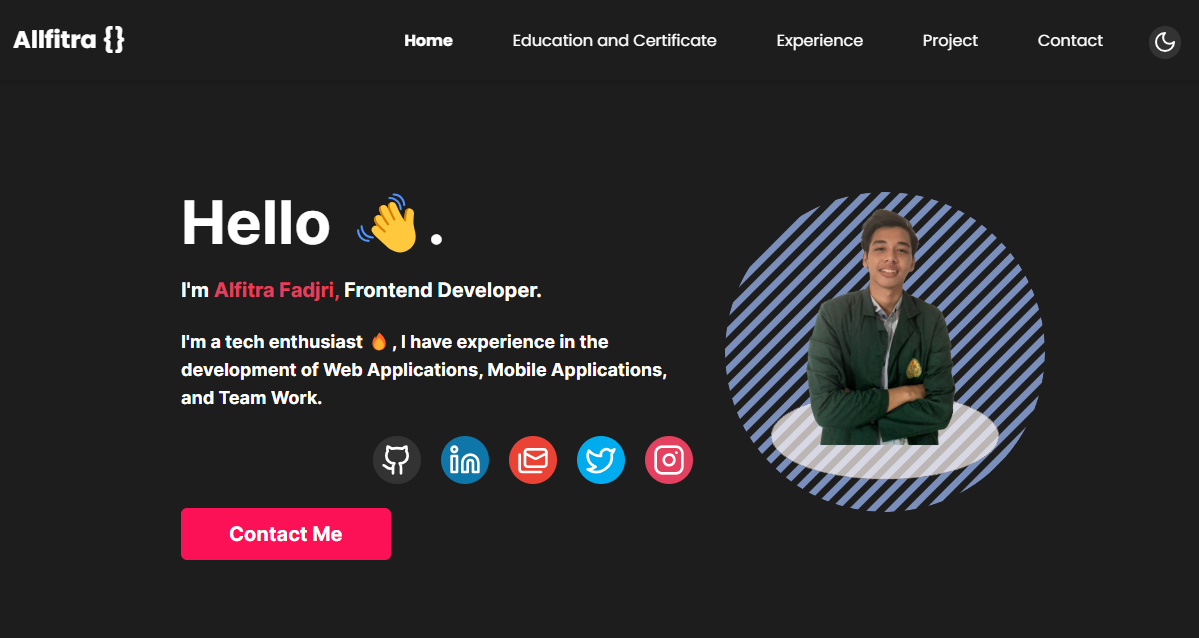 Allfitra {}
Home Education and Certificate Experience Project Contact
Hello 👋 .
I'm Alfitra Fadjri, Frontend Developer.
I'm a tech enthusiast 🔥 , I have experience in the
development of Web Applications, Mobile Applications,
and Team Work.
in
Contact Me